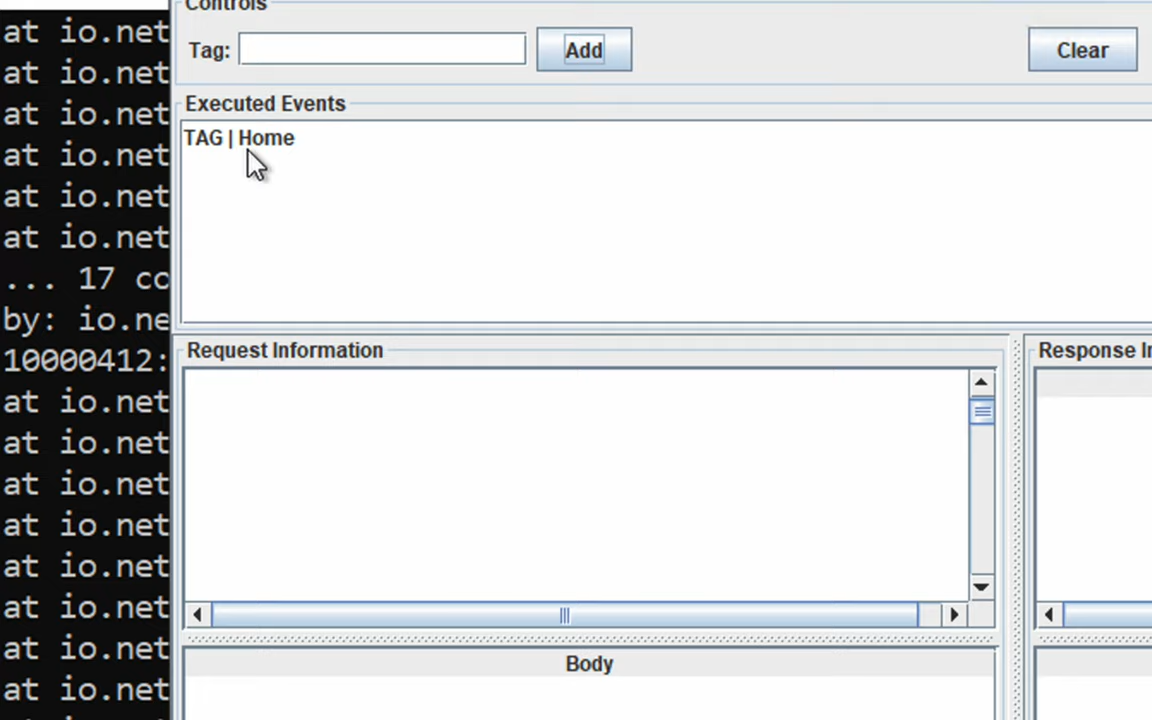 Controls
at io.net
Tag: Add Clear
at io.net
Executed Events
at io.net
TAG | Home
at io.net
at io.net
at io.net
... 17 co
by: io.ne
Request Information Response In
10000412:
at io.net
at io.net
at io.net
at io.net
at io.net
at io.net
at io.net
Body
at io.net